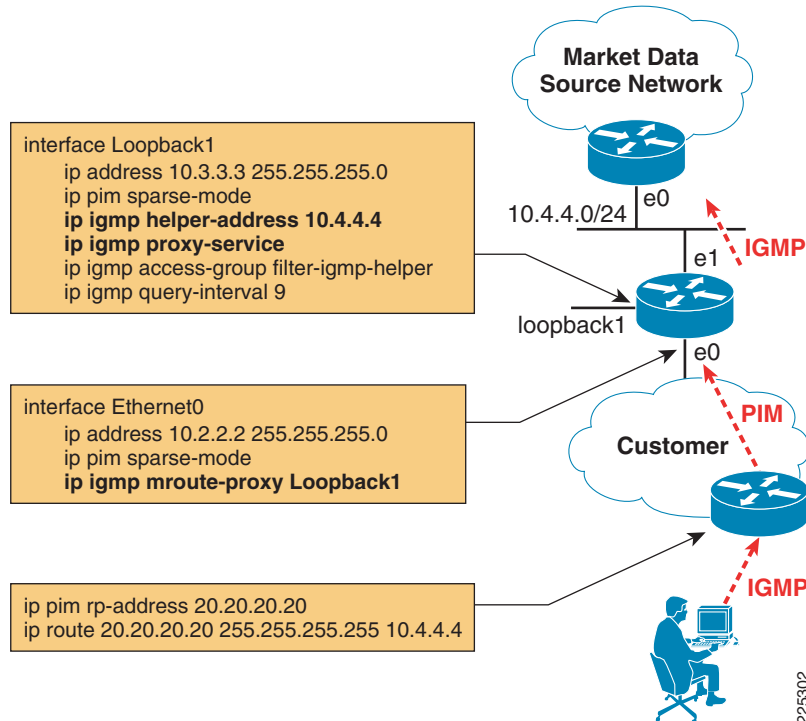 Market Data
Source Network
interface Loopback1
ip address 10.3.3.3 255.255.255.0
ip pim sparse-mode
ip igmp helper-address 10.4.4.4
ip igmp proxy-service
ip igmp access-group filter-igmp-helper
ip igmp query-interval 9
10.4.4.0/24
e0
IGMP
e1
loopback1
e0
interface Ethernet0
ip address 10.2.2.2 255.255.255.0
ip pim sparse-mode
ip igmp mroute-proxy Loopback1
PIM
Customer
IGMP
ip pim rp-address 20.20.20.20
ip route 20.20.20.20 255.255.255.255 10.4.4.4
225302